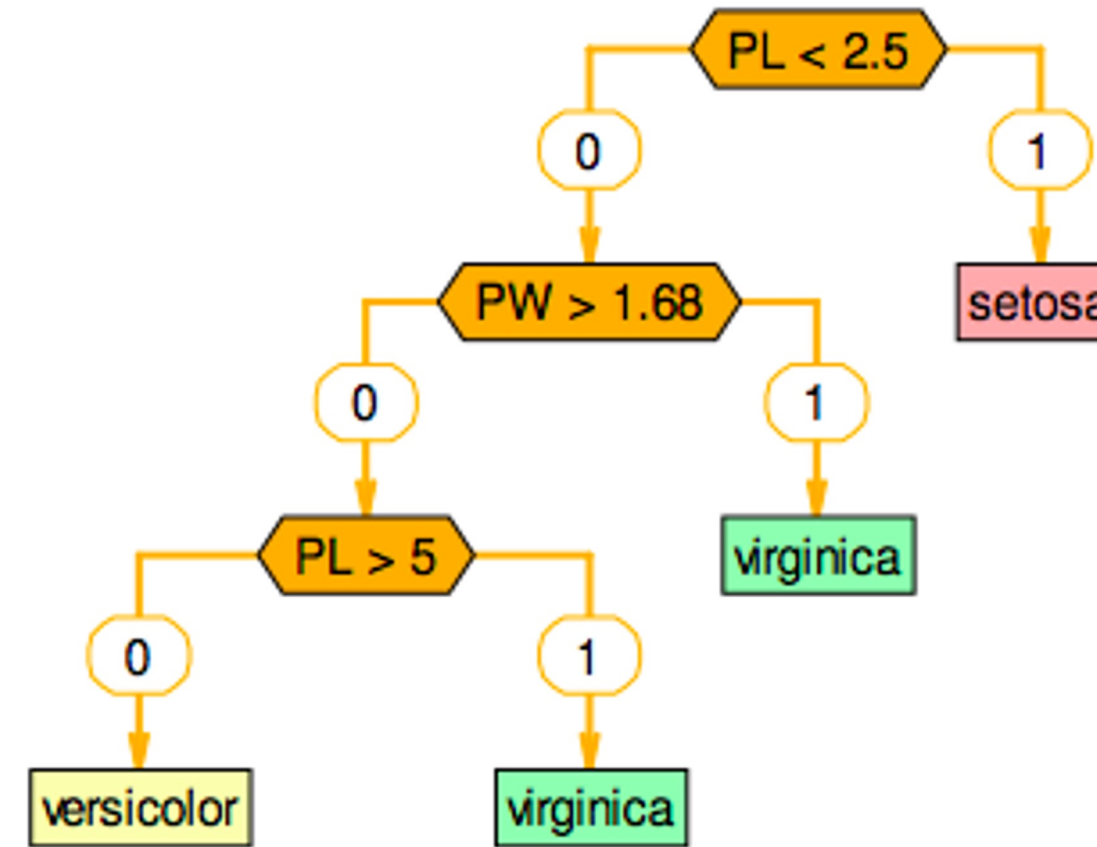 PL < 2.5
0
1
PW > 1.68
setosa
0
1
PL > 5
virginica
0
1
versicolor
virginica